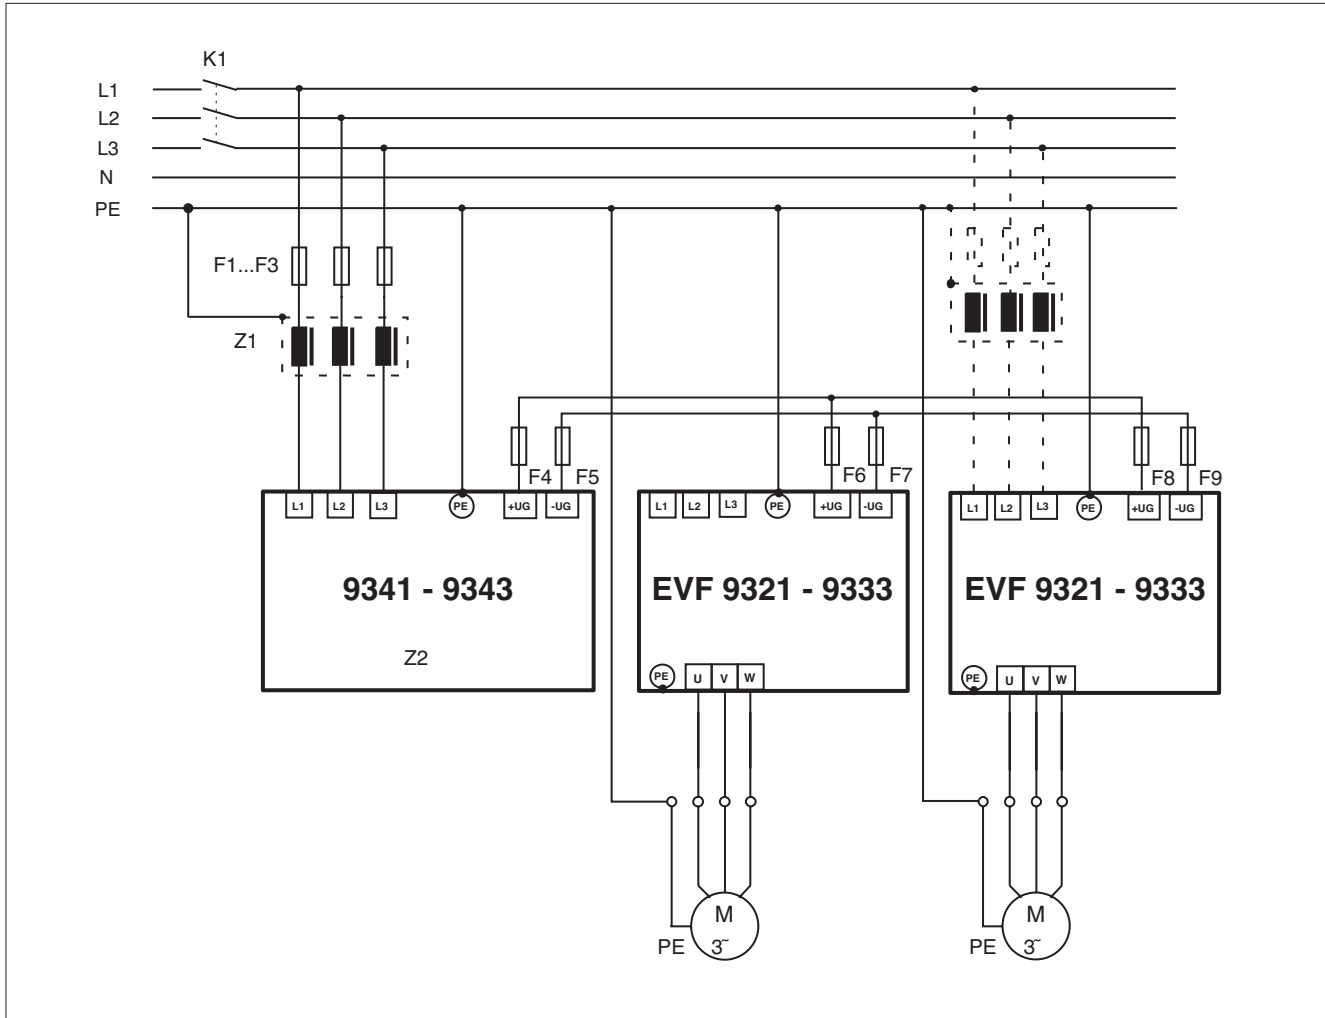 K1
L1
L2
L3
N
PE
F1...F3
Z1
F4 F5 F6 F7 F8 F9
L1 L2 L3 PE +UG -UG
L1 L2 L3 PE +UG -UG
L1 L2 L3 PE +UG -UG
9341 - 9343
EVF 9321 - 9333
EVF 9321 - 9333
Z2
PE U V W
PE U V W
M
3~
PE
M
3~
PE